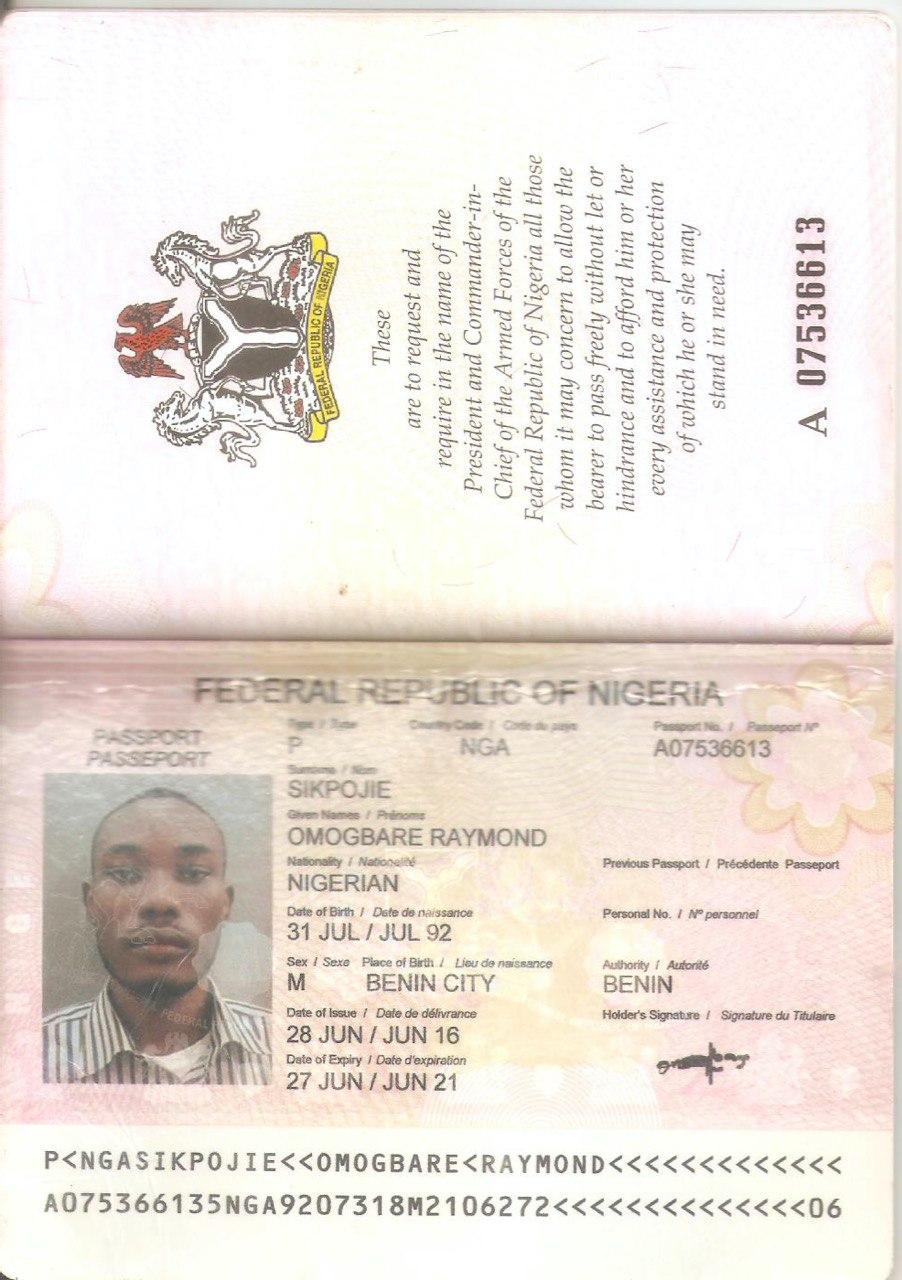 FEDERAL REPUBLIC OF NIGERIA
These
are to request and
require in the name of the
President and Commander-in-
Chief of the Armed Forces of the
Federal Republic of Nigeria all those
whom it may concern to allow the
bearer to pass freely without let or
hindrance and to afford him or her
every assistance and protection
of which he or she may
stand in need.
A 07536613
FEDERAL REPUBLIC OF NIGERIA
PASSPORT
PASSEPORT
Type / Type Country Code / Code du pays Passport No. / Passeport N°
P NGA A07536613
Surname / Nom
SIKPOJIE
Given Names / Prénoms
OMOGBARE RAYMOND
Nationality / Nationalité Previous Passport / Précédente Passeport
NIGERIAN
Date of Birth / Date de naissance Personal No. / N° personnel
31 JUL / JUL 92
Sex / Sexe Place of Birth / Lieu de naissance Authority / Autorité
M BENIN CITY BENIN
Date of Issue / Date de délivrance Holder's Signature / Signature du Titulaire
28 JUN / JUN 16
Date of Expiry / Date d'expiration
27 JUN / JUN 21
FEDERAL
P<NGASIKPOJIE<<OMOGBARE<RAYMOND<<<<<<<<<<<<<
A075366135NGA9207318M2106272<<<<<<<<<<<<<<06